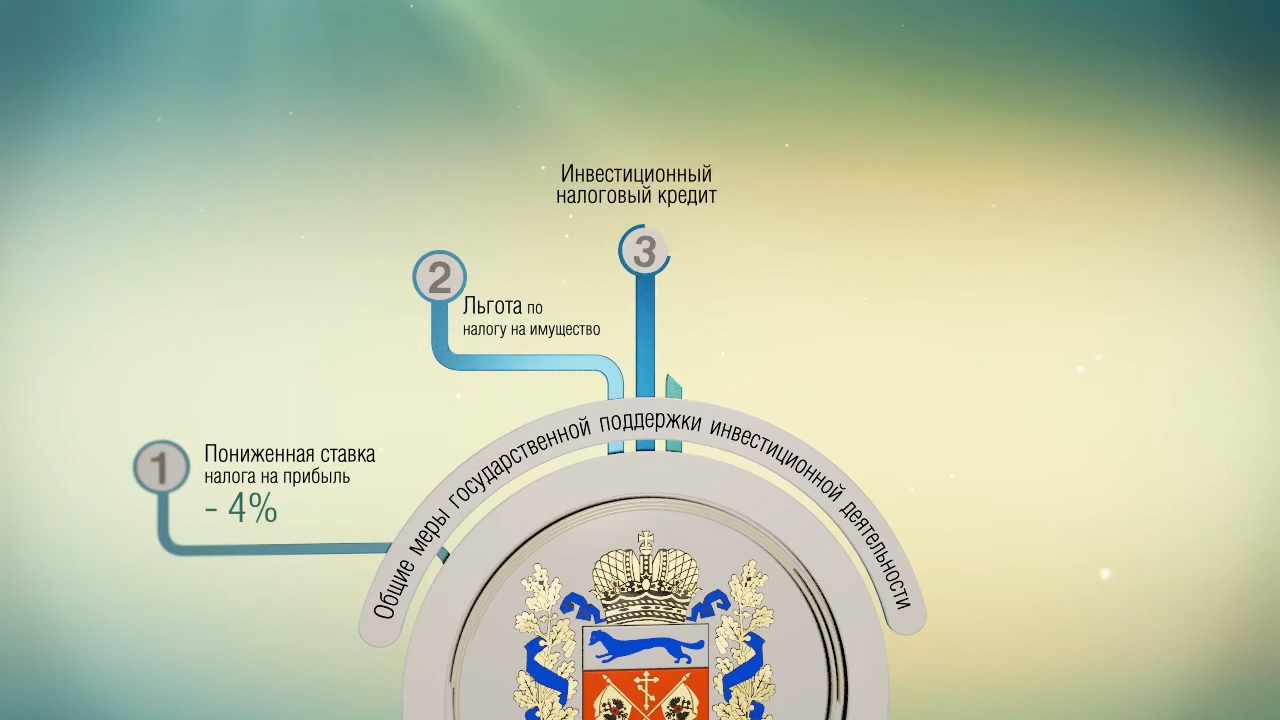 Инвестиционный
налоговый кредит
3
2
Льгота по
налогу на имущество
Общие меры государственной поддержки инвестиционной деятельности
1
Пониженная ставка
налога на прибыль
- 4%